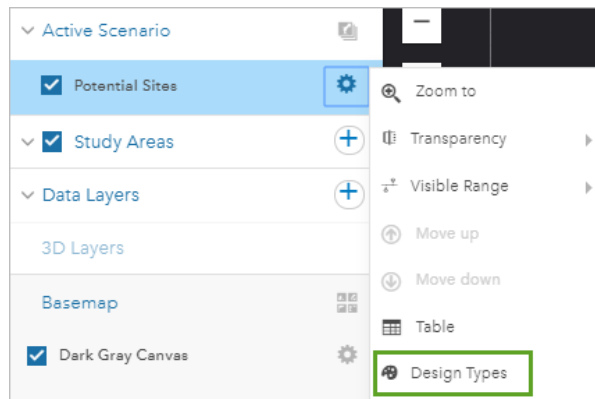 Active Scenario
Potential Sites
Study Areas
Data Layers
3D Layers
Basemap
Dark Gray Canvas
Zoom to
Transparency
Visible Range
Move up
Move down
Table
Design Types